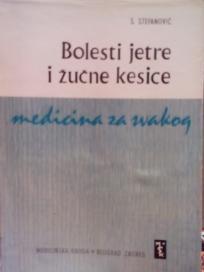 S. STEFANOVIĆ
Bolesti jetre
i žučne kesice
medicina za svakog
MEDICINSKA KNJIGA • BEOGRAD ZAGREB